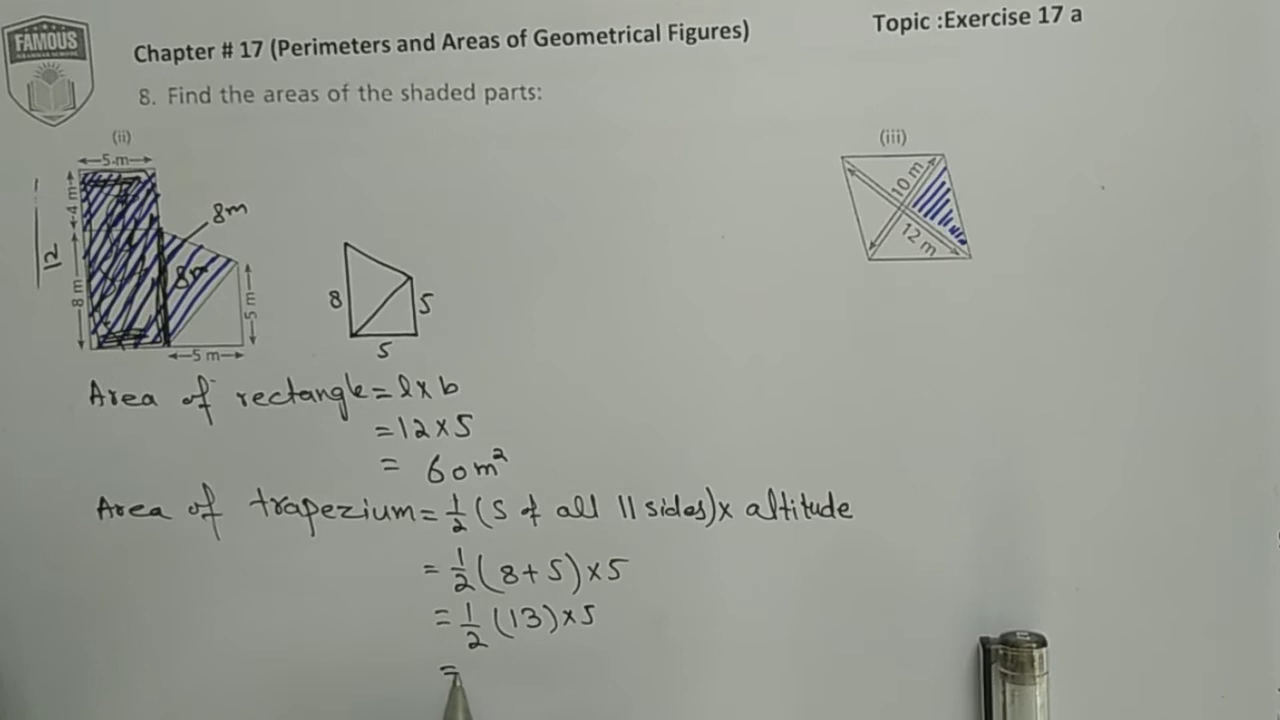 FAMOUS
Chapter # 17 (Perimeters and Areas of Geometrical Figures)
Topic :Exercise 17 a
8. Find the areas of the shaded parts:
(ii)
5 m
4 m
8 m
12
8m
8m
5 m
5 m
8
5
5
(iii)
10 m
12 m
Area of rectangle = l x b
= 12 x 5
= 60 m²
Area of trapezium = 1/2 (S of all || sides) x altitude
= 1/2 (8 + 5) x 5
= 1/2 (13) x 5
=